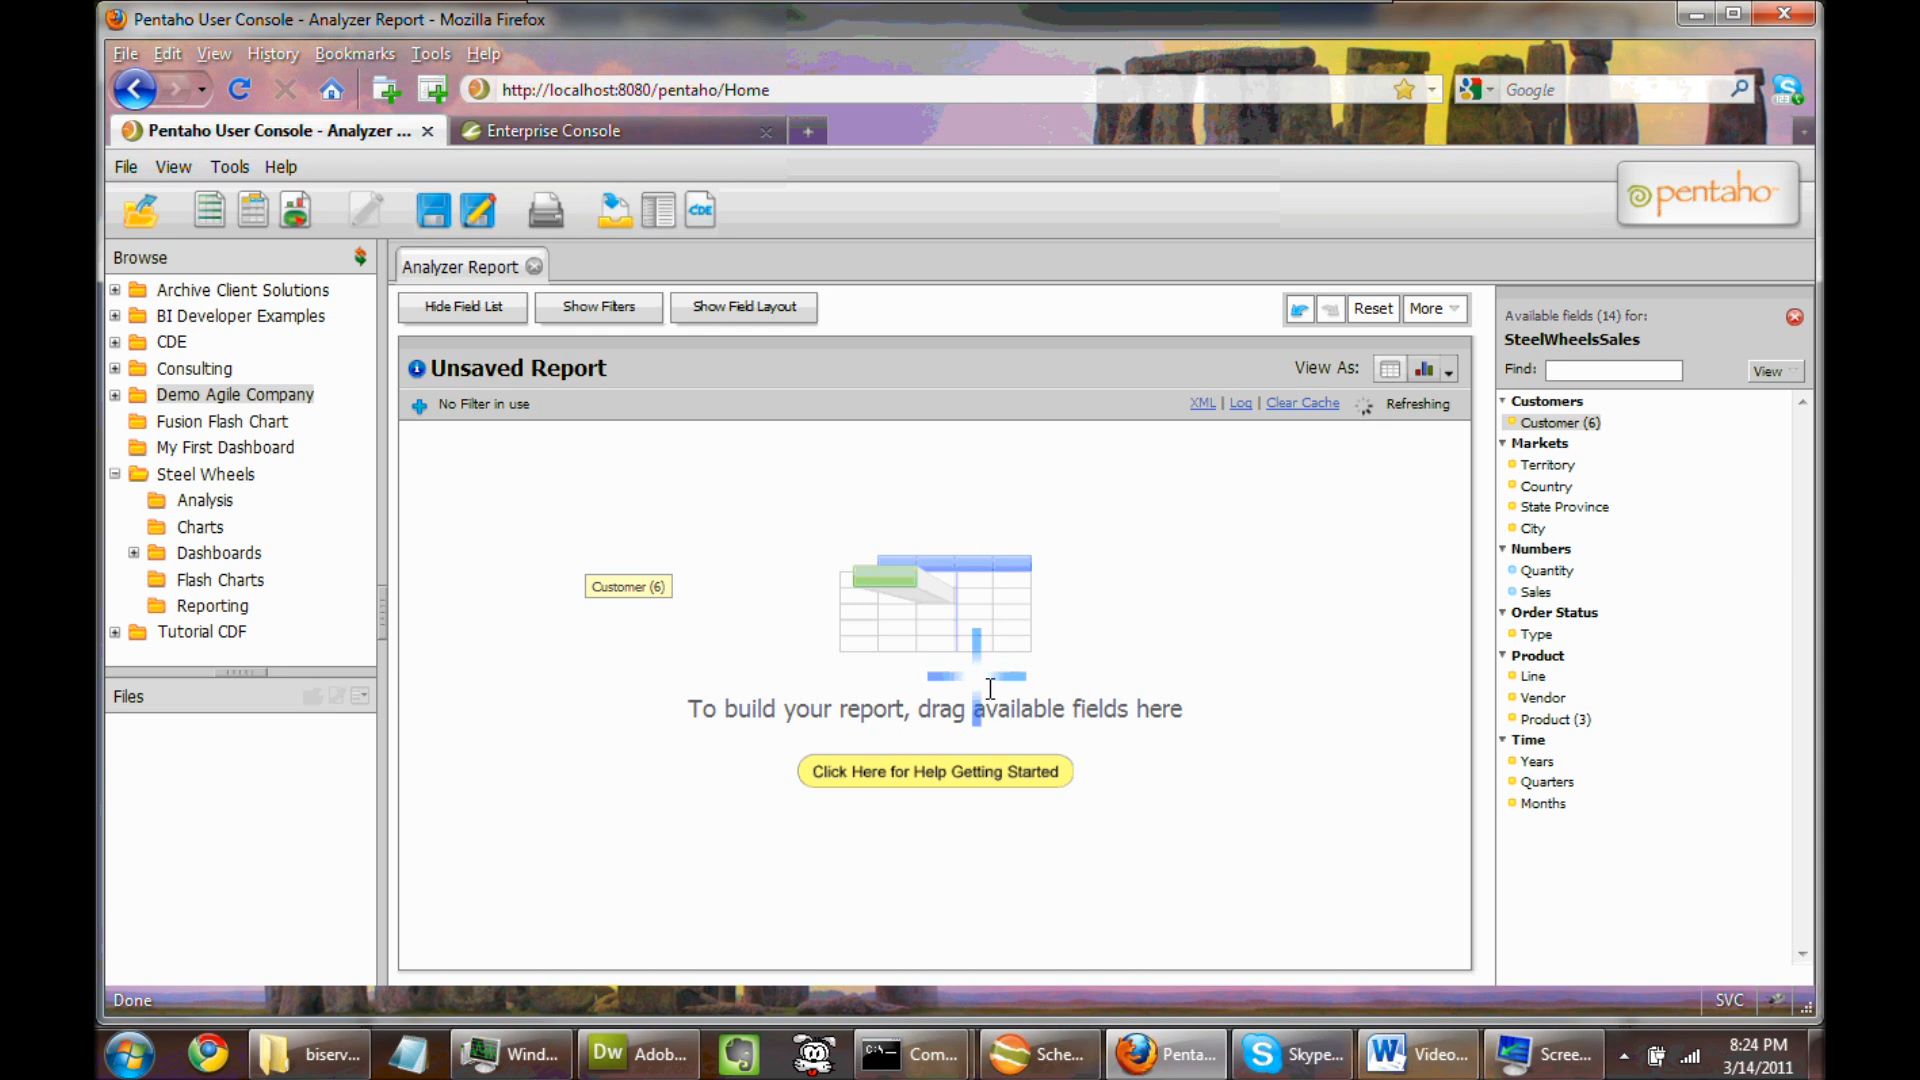 Pentaho User Console - Analyzer Report - Mozilla Firefox
File Edit View History Bookmarks Tools Help
http://localhost:8080/pentaho/Home
Google
Pentaho User Console - Analyzer ...
Enterprise Console
File View Tools Help
CDE
pentaho
Browse
Archive Client Solutions
BI Developer Examples
CDE
Consulting
Demo Agile Company
Fusion Flash Chart
My First Dashboard
Steel Wheels
Analysis
Charts
Dashboards
Flash Charts
Reporting
Tutorial CDF
Files
Analyzer Report
Hide Field List Show Filters Show Field Layout
Reset More
Unsaved Report
View As:
No Filter in use
XML | Log | Clear Cache Refreshing
Customer (6)
To build your report, drag available fields here
Click Here for Help Getting Started
Available fields (14) for:
SteelWheelsSales
Find: View
Customers
Customer (6)
Markets
Territory
Country
State Province
City
Numbers
Quantity
Sales
Order Status
Type
Product
Line
Vendor
Product (3)
Time
Years
Quarters
Months
Done
SVC
biserv... Wind... Dw Adob... Com... Sche... Penta... Skype... Video... Scree...
8:24 PM
3/14/2011